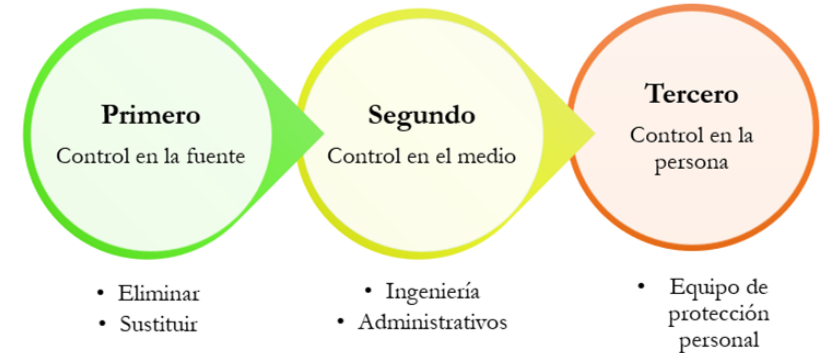 Primero
Control en la fuente
• Eliminar
• Sustituir
Segundo
Control en el medio
• Ingeniería
• Administrativos
Tercero
Control en la
persona
• Equipo de
protección
personal